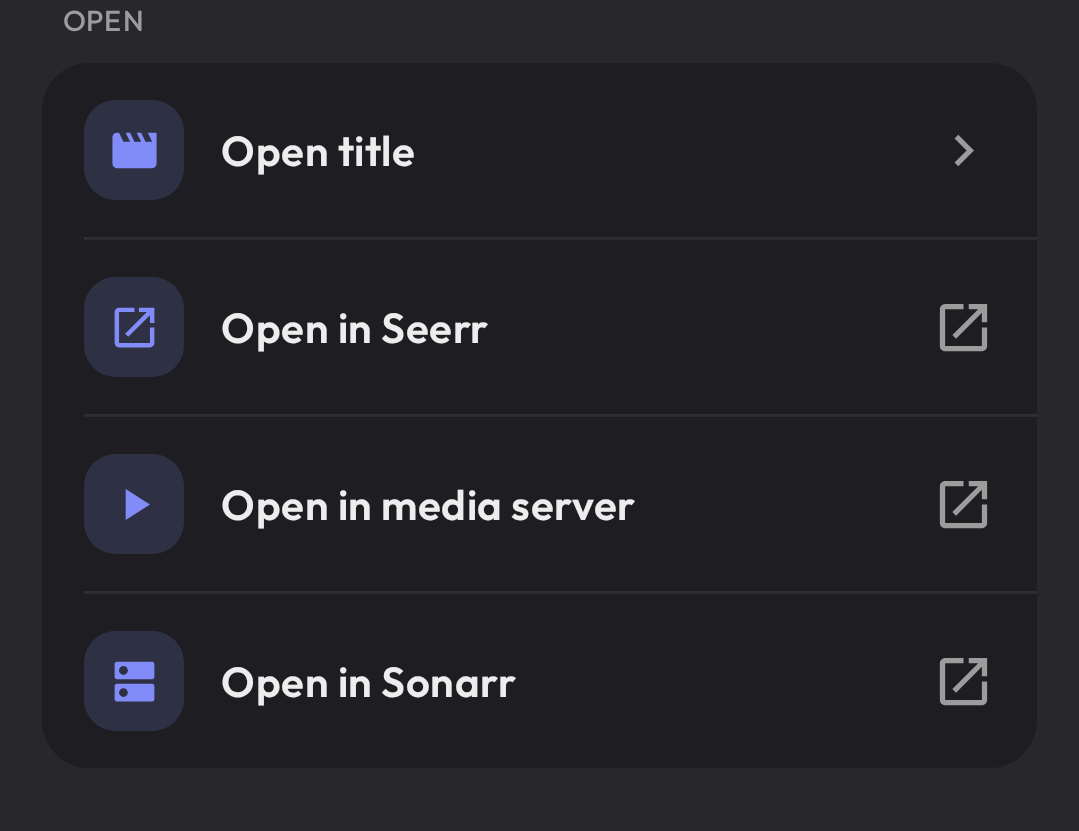 OPEN
Open title
Open in Seerr
Open in media server
Open in Sonarr